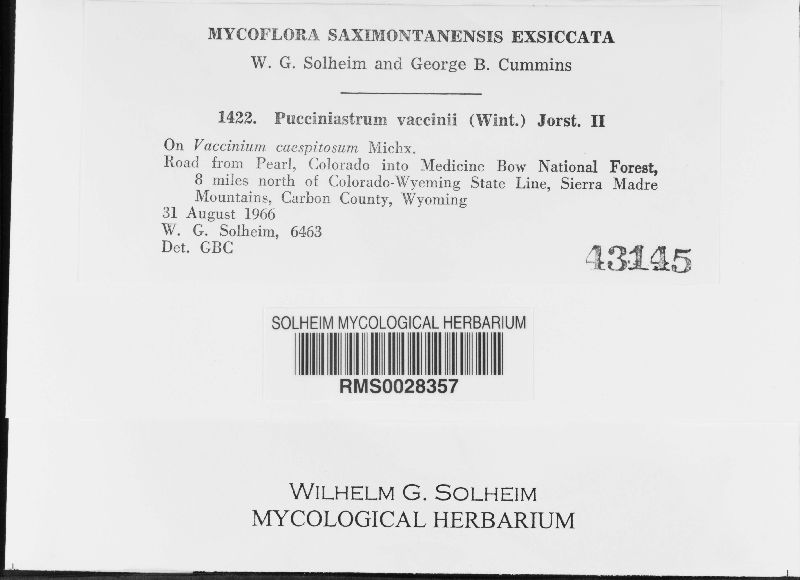 MYCOFLORA SAXIMONTANENSIS EXSICCATA
W. G. Solheim and George B. Cummins
1422. Pucciniastrum vaccinii (Wint.) Jorst. II
On Vaccinium caespitosum Michx.
Road from Pearl, Colorado into Medicine Bow National Forest,
8 miles north of Colorado-Wyoming State Line, Sierra Madre
Mountains, Carbon County, Wyoming
31 August 1966
W. G. Solheim, 6463
Det. GBC
43145
SOLHEIM MYCOLOGICAL HERBARIUM
RMS0028357
WILHELM G. SOLHEIM
MYCOLOGICAL HERBARIUM